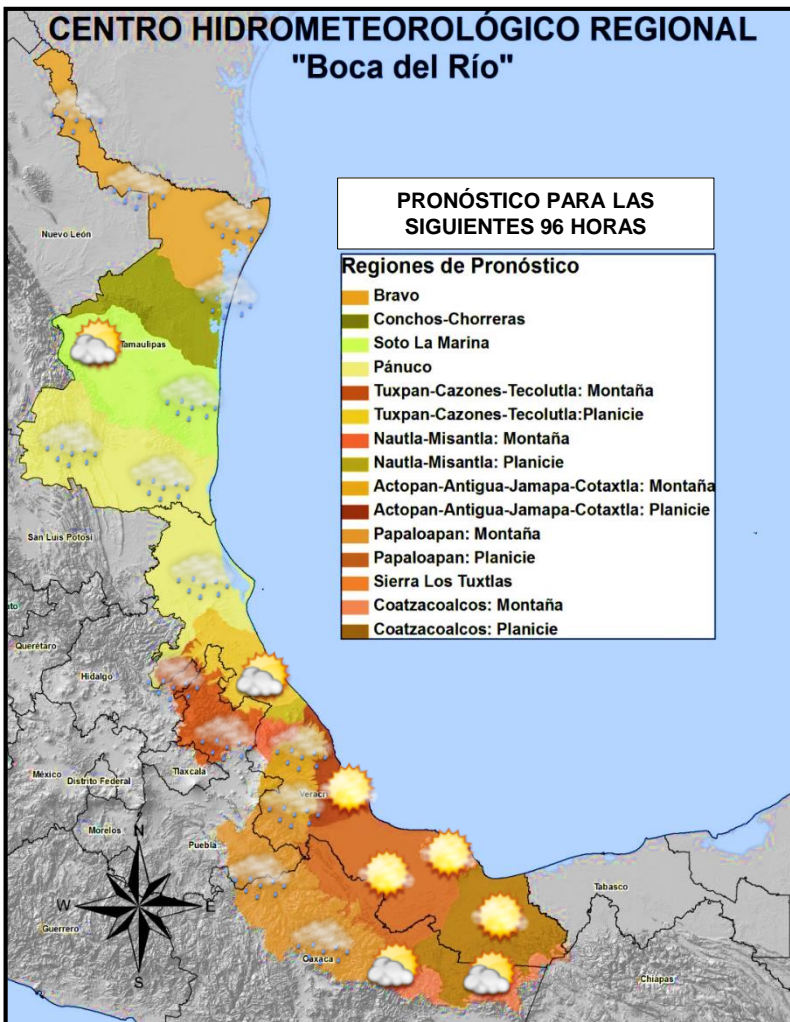 CENTRO HIDROMETEOROLÓGICO REGIONAL
"Boca del Río"
PRONÓSTICO PARA LAS
SIGUIENTES 96 HORAS
Regiones de Pronóstico
Bravo
Conchos-Chorreras
Soto La Marina
Pánuco
Tuxpan-Cazones-Tecolutla: Montaña
Tuxpan-Cazones-Tecolutla:Planicie
Nautla-Misantla: Montaña
Nautla-Misantla: Planicie
Actopan-Antigua-Jamapa-Cotaxtla: Montaña
Actopan-Antigua-Jamapa-Cotaxtla: Planicie
Papaloapan: Montaña
Papaloapan: Planicie
Sierra Los Tuxtlas
Coatzacoalcos: Montaña
Coatzacoalcos: Planicie
Nuevo León
Tamaulipas
San Luis Potosí
Querétaro
Hidalgo
México
Distrito Federal
Tlaxcala
Morelos
Puebla
Veracr
Guerrero
Oaxaca
Tabasco
Chiapas
N
W
E
S